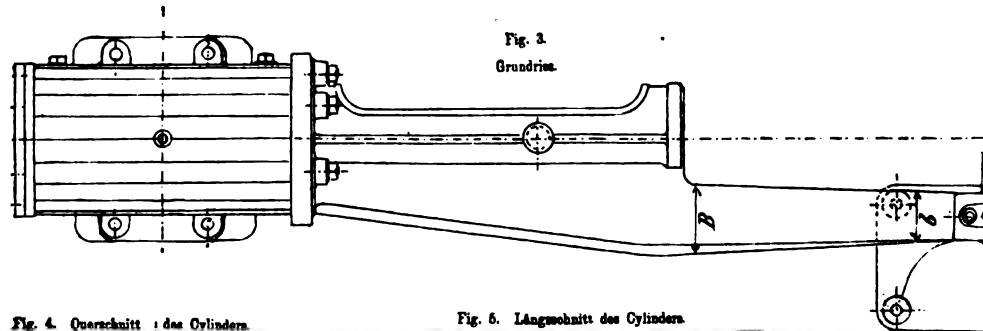 Fig. 3.
Grundriss.
B
b
Fig. 4. Querschnitt des Cylinders.
Fig. 5. Längsschnitt des Cylinders.